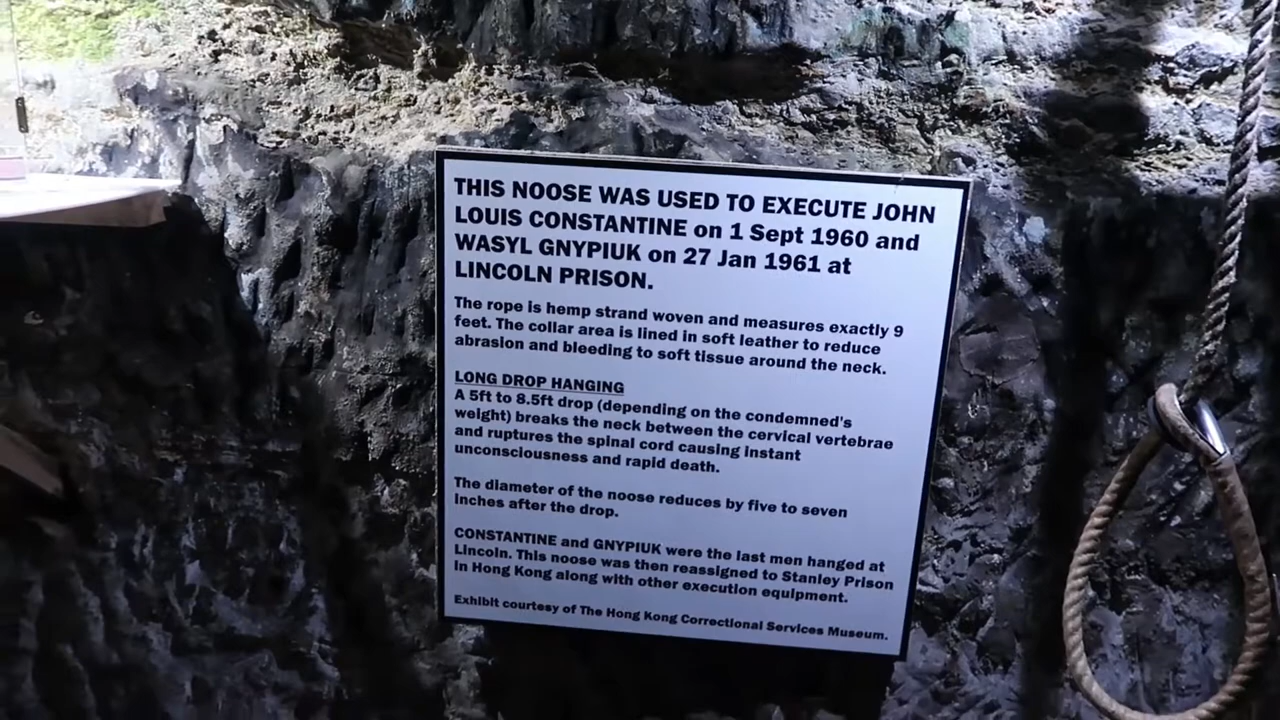 THIS NOOSE WAS USED TO EXECUTE JOHN
LOUIS CONSTANTINE on 1 Sept 1960 and
WASYL GNYPIUK on 27 Jan 1961 at
LINCOLN PRISON.
The rope is hemp strand woven and measures exactly 9
feet. The collar area is lined in soft leather to reduce
abrasion and bleeding to soft tissue around the neck.
LONG DROP HANGING
A 5ft to 8.5ft drop (depending on the condemned's
weight) breaks the neck between the cervical vertebrae
and ruptures the spinal cord causing instant
unconsciousness and rapid death.
The diameter of the noose reduces by five to seven
inches after the drop.
CONSTANTINE and GNYPIUK were the last men hanged at
Lincoln. This noose was then reassigned to Stanley Prison
in Hong Kong along with other execution equipment.
Exhibit courtesy of The Hong Kong Correctional Services Museum.